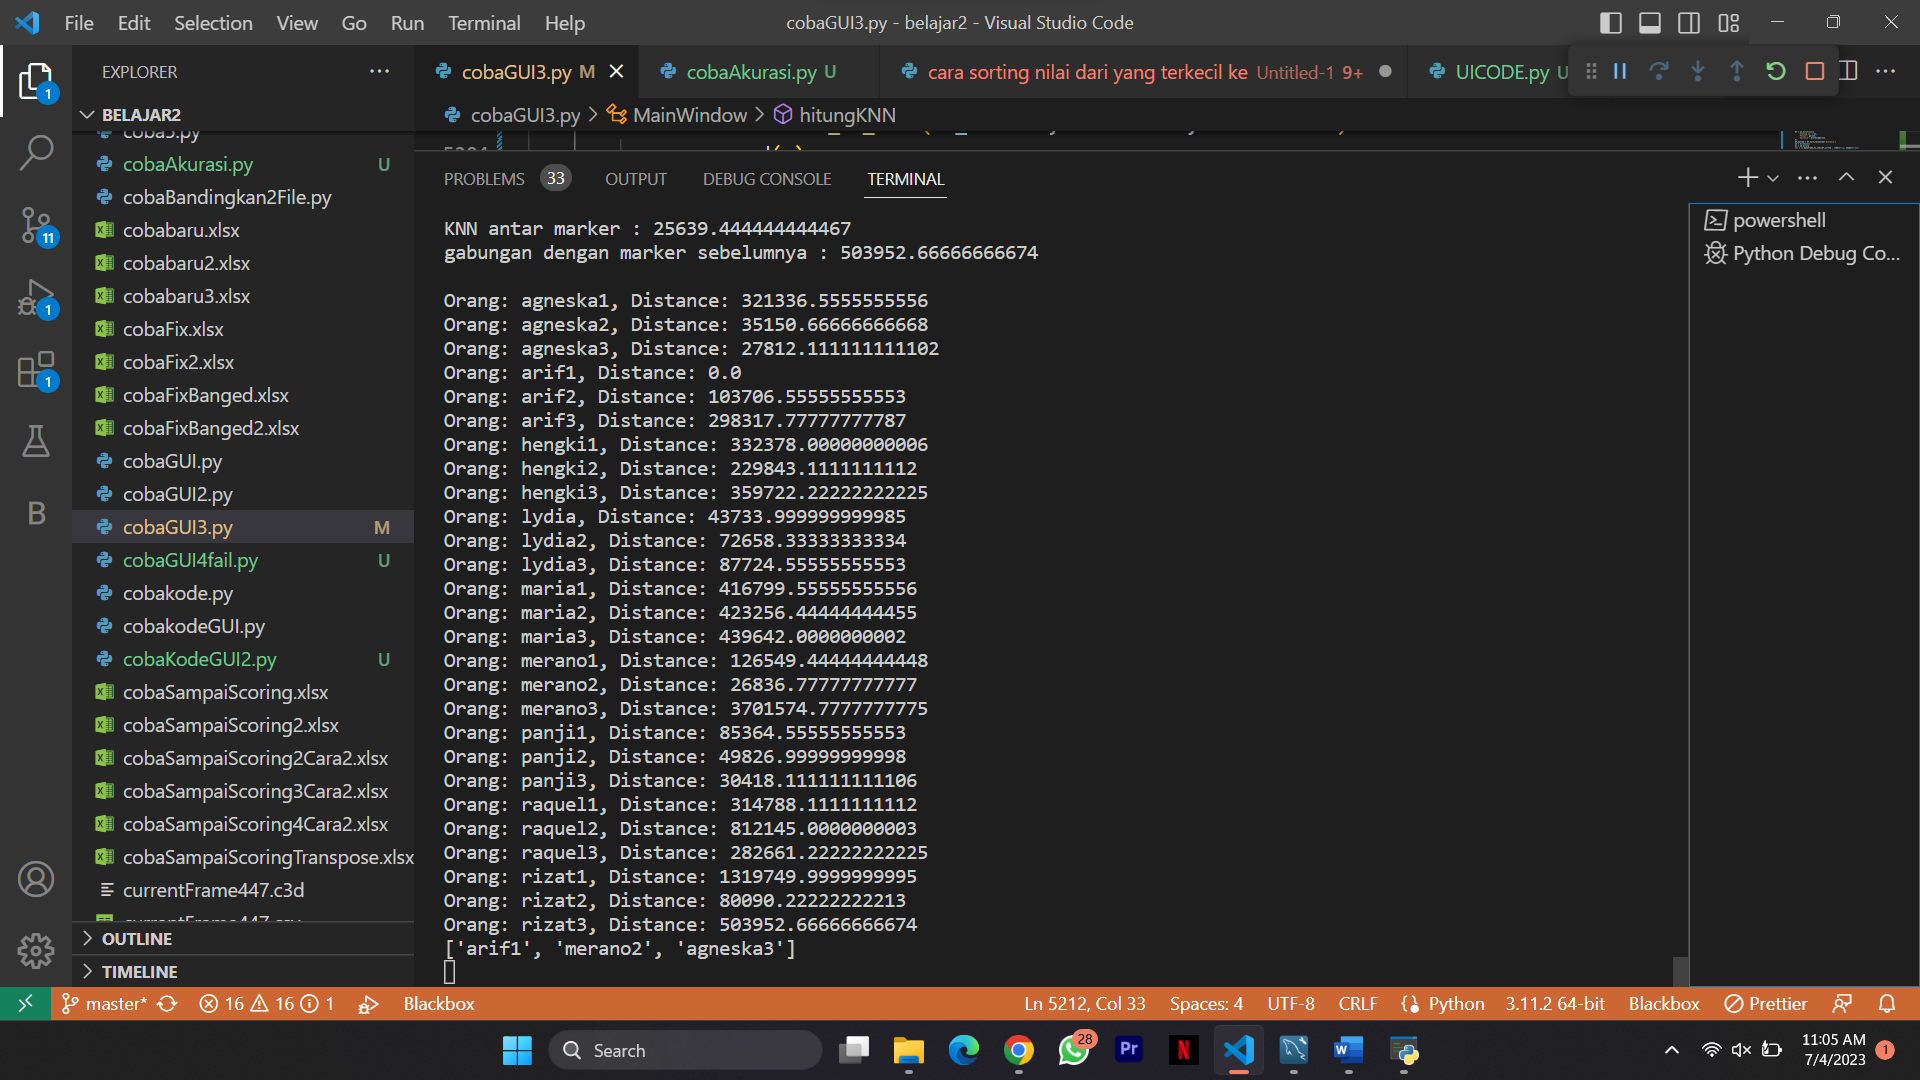 File Edit Selection View Go Run Terminal Help
cobaGUI3.py - belajar2 - Visual Studio Code
EXPLORER
BELAJAR2
coba5.py
cobaAkurasi.py U
cobaBandingkan2File.py
cobabaru.xlsx
cobabaru2.xlsx
cobabaru3.xlsx
cobaFix.xlsx
cobaFix2.xlsx
cobaFixBanged.xlsx
cobaFixBanged2.xlsx
cobaGUI.py
cobaGUI2.py
cobaGUI3.py M
cobaGUI4fail.py U
cobakode.py
cobakodeGUI.py
cobaKodeGUI2.py U
cobaSampaiScoring.xlsx
cobaSampaiScoring2.xlsx
cobaSampaiScoring2Cara2.xlsx
cobaSampaiScoring3Cara2.xlsx
cobaSampaiScoring4Cara2.xlsx
cobaSampaiScoringTranspose.xlsx
currentFrame447.c3d
currentFrame447.csv
OUTLINE
TIMELINE
1
11
1
1
B
cobaGUI3.py M
cobaAkurasi.py U
cara sorting nilai dari yang terkecil ke Untitled-1 9+
UICODE.py U
cobaGUI3.py > MainWindow > hitungKNN
PROBLEMS 33 OUTPUT DEBUG CONSOLE TERMINAL
KNN antar marker : 25639.444444444467
gabungan dengan marker sebelumnya : 503952.66666666674
Orang: agneska1, Distance: 321336.5555555556
Orang: agneska2, Distance: 35150.66666666668
Orang: agneska3, Distance: 27812.111111111102
Orang: arif1, Distance: 0.0
Orang: arif2, Distance: 103706.55555555553
Orang: arif3, Distance: 298317.77777777787
Orang: hengki1, Distance: 332378.00000000006
Orang: hengki2, Distance: 229843.1111111112
Orang: hengki3, Distance: 359722.22222222225
Orang: lydia, Distance: 43733.999999999985
Orang: lydia2, Distance: 72658.33333333334
Orang: lydia3, Distance: 87724.55555555553
Orang: maria1, Distance: 416799.55555555556
Orang: maria2, Distance: 423256.44444444455
Orang: maria3, Distance: 439642.0000000002
Orang: merano1, Distance: 126549.44444444448
Orang: merano2, Distance: 26836.77777777777
Orang: merano3, Distance: 3701574.7777777775
Orang: panji1, Distance: 85364.55555555553
Orang: panji2, Distance: 49826.99999999998
Orang: panji3, Distance: 30418.111111111106
Orang: raquel1, Distance: 314788.1111111112
Orang: raquel2, Distance: 812145.0000000003
Orang: raquel3, Distance: 282661.22222222225
Orang: rizat1, Distance: 1319749.9999999995
Orang: rizat2, Distance: 80090.22222222213
Orang: rizat3, Distance: 503952.66666666674
['arif1', 'merano2', 'agneska3']
powershell
Python Debug Co...
master* 16 16 1 Blackbox
Ln 5212, Col 33 Spaces: 4 UTF-8 CRLF Python 3.11.2 64-bit Blackbox Prettier
Search
28
Pr
N
W
11:05 AM
7/4/2023
1